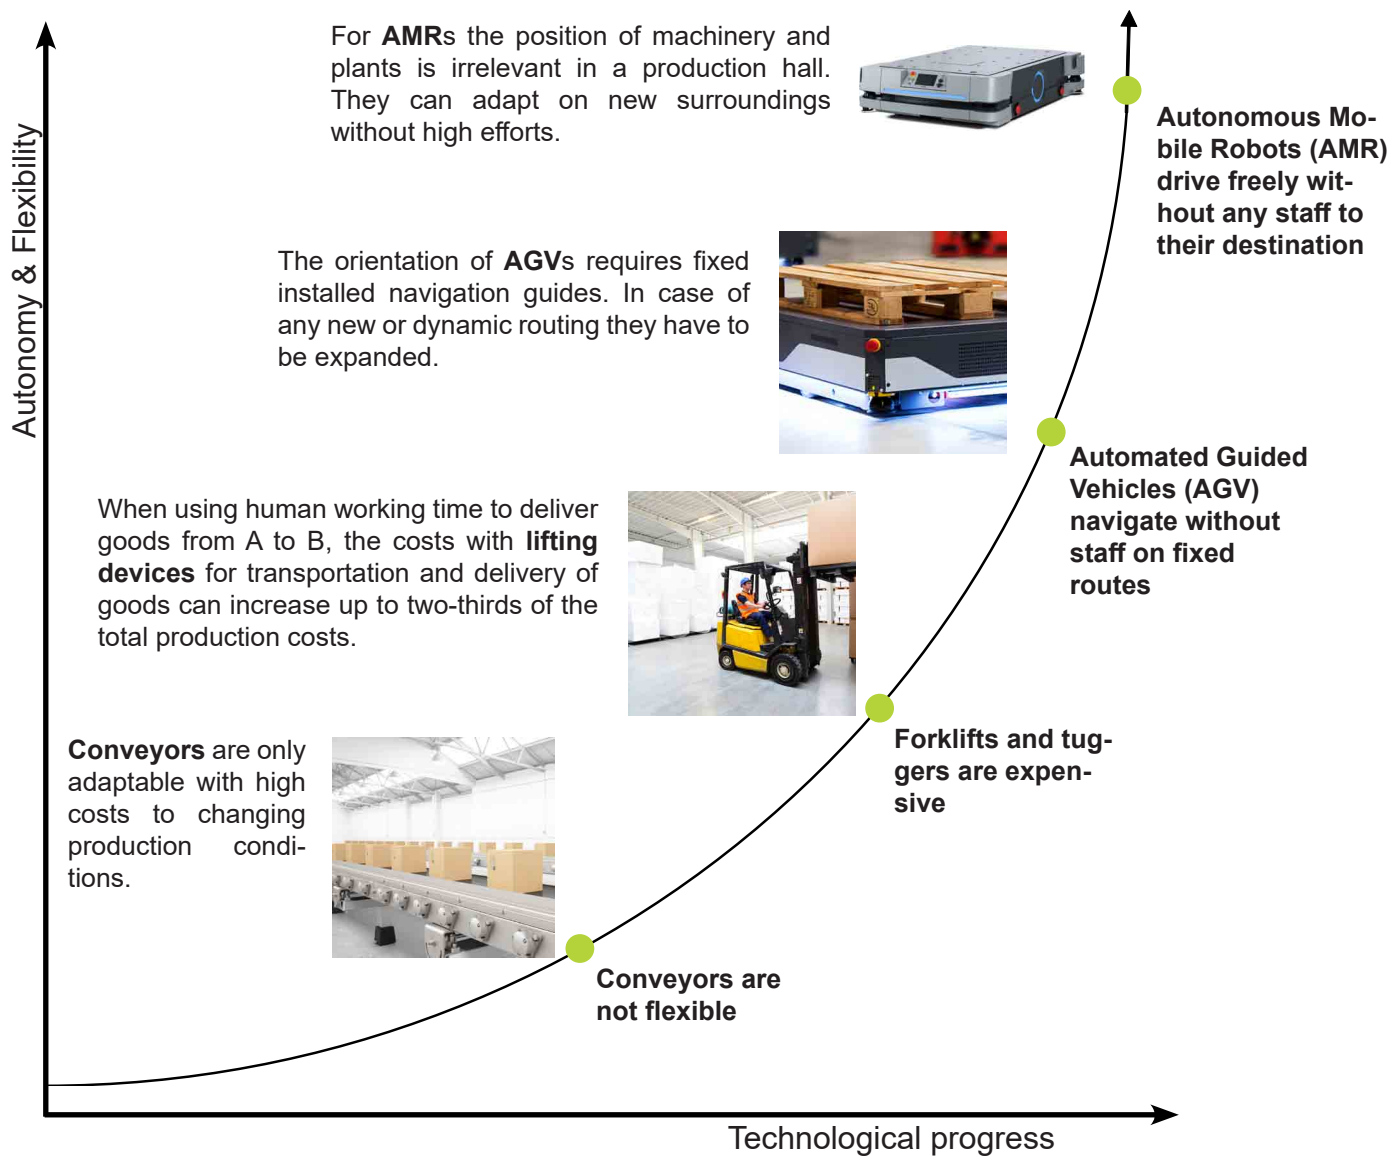 For AMRs the position of machinery and
plants is irrelevant in a production hall.
They can adapt on new surroundings
without high efforts.
Autonomous Mo-
bile Robots (AMR)
drive freely wit-
hout any staff to
their destination
Autonomy & Flexibility
The orientation of AGVs requires fixed
installed navigation guides. In case of
any new or dynamic routing they have to
be expanded.
Automated Guided
Vehicles (AGV)
navigate without
staff on fixed
routes
When using human working time to deliver
goods from A to B, the costs with lifting
devices for transportation and delivery of
goods can increase up to two-thirds of the
total production costs.
Forklifts and tug-
gers are expen-
sive
Conveyors are only
adaptable with high
costs to changing
production condi-
tions.
Conveyors are
not flexible
Technological progress